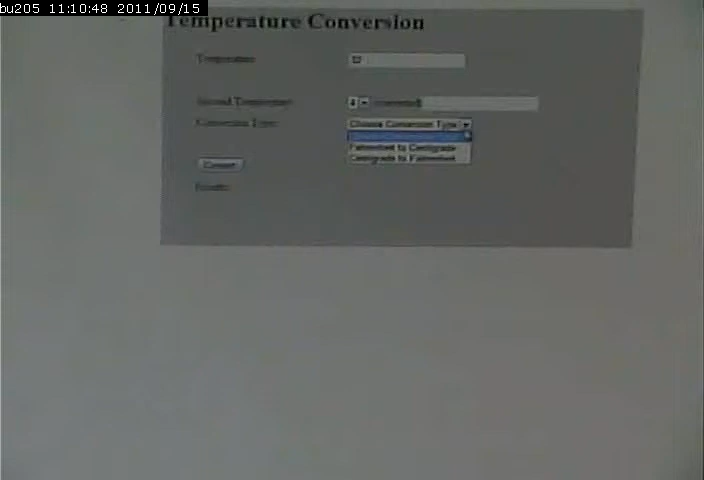 bu205 11:10:48 2011/09/15
Temperature Conversion
Temperature
Conversion Type
Choose Conversion Type
Fahrenheit to Centigrade
Centigrade to Fahrenheit
Convert
Results